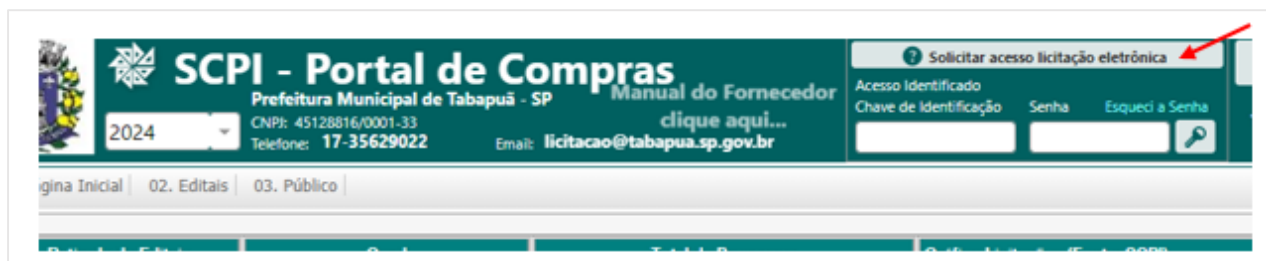 SCPI - Portal de Compras
Prefeitura Municipal de Tabapuã - SP
Manual do Fornecedor
clique aqui...
2024
CNPJ: 45128816/0001-33
Telefone: 17-35629022 Email: licitacao@tabapua.sp.gov.br
? Solicitar acesso licitação eletrônica
Acesso Identificado
Chave de Identificação Senha Esqueci a Senha
gina Inicial 02. Editais 03. Público